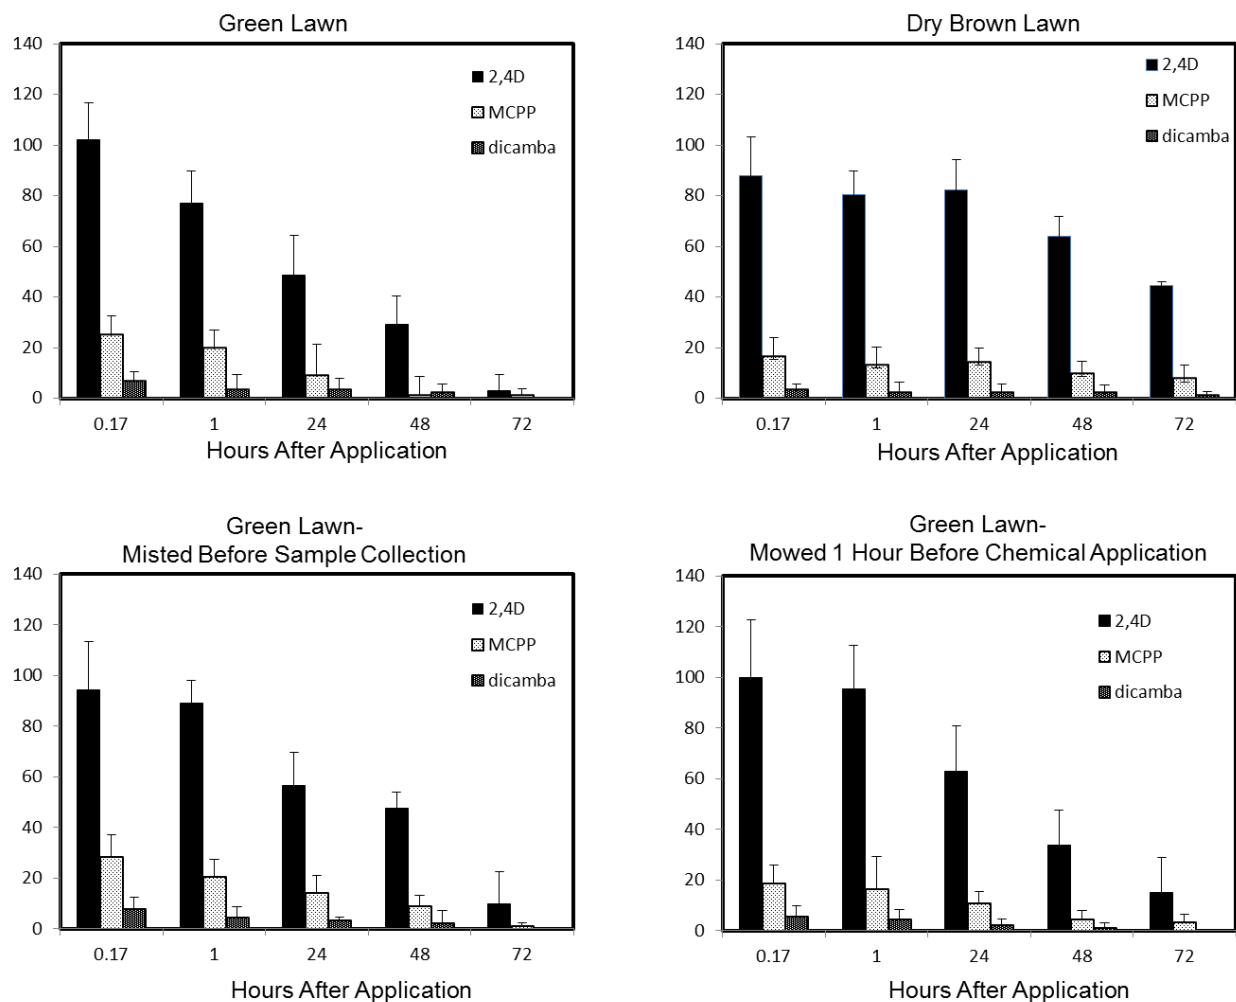 Green Lawn
140
120
100
80
60
40
20
0
2,4D
MCPP
dicamba
0.17 1 24 48 72
Hours After Application
Dry Brown Lawn
140
120
100
80
60
40
20
0
2,4D
MCPP
dicamba
0.17 1 24 48 72
Hours After Application
Green Lawn-
Misted Before Sample Collection
140
120
100
80
60
40
20
0
2,4D
MCPP
dicamba
0.17 1 24 48 72
Hours After Application
Green Lawn-
Mowed 1 Hour Before Chemical Application
140
120
100
80
60
40
20
0
2,4D
MCPP
dicamba
0.17 1 24 48 72
Hours After Application